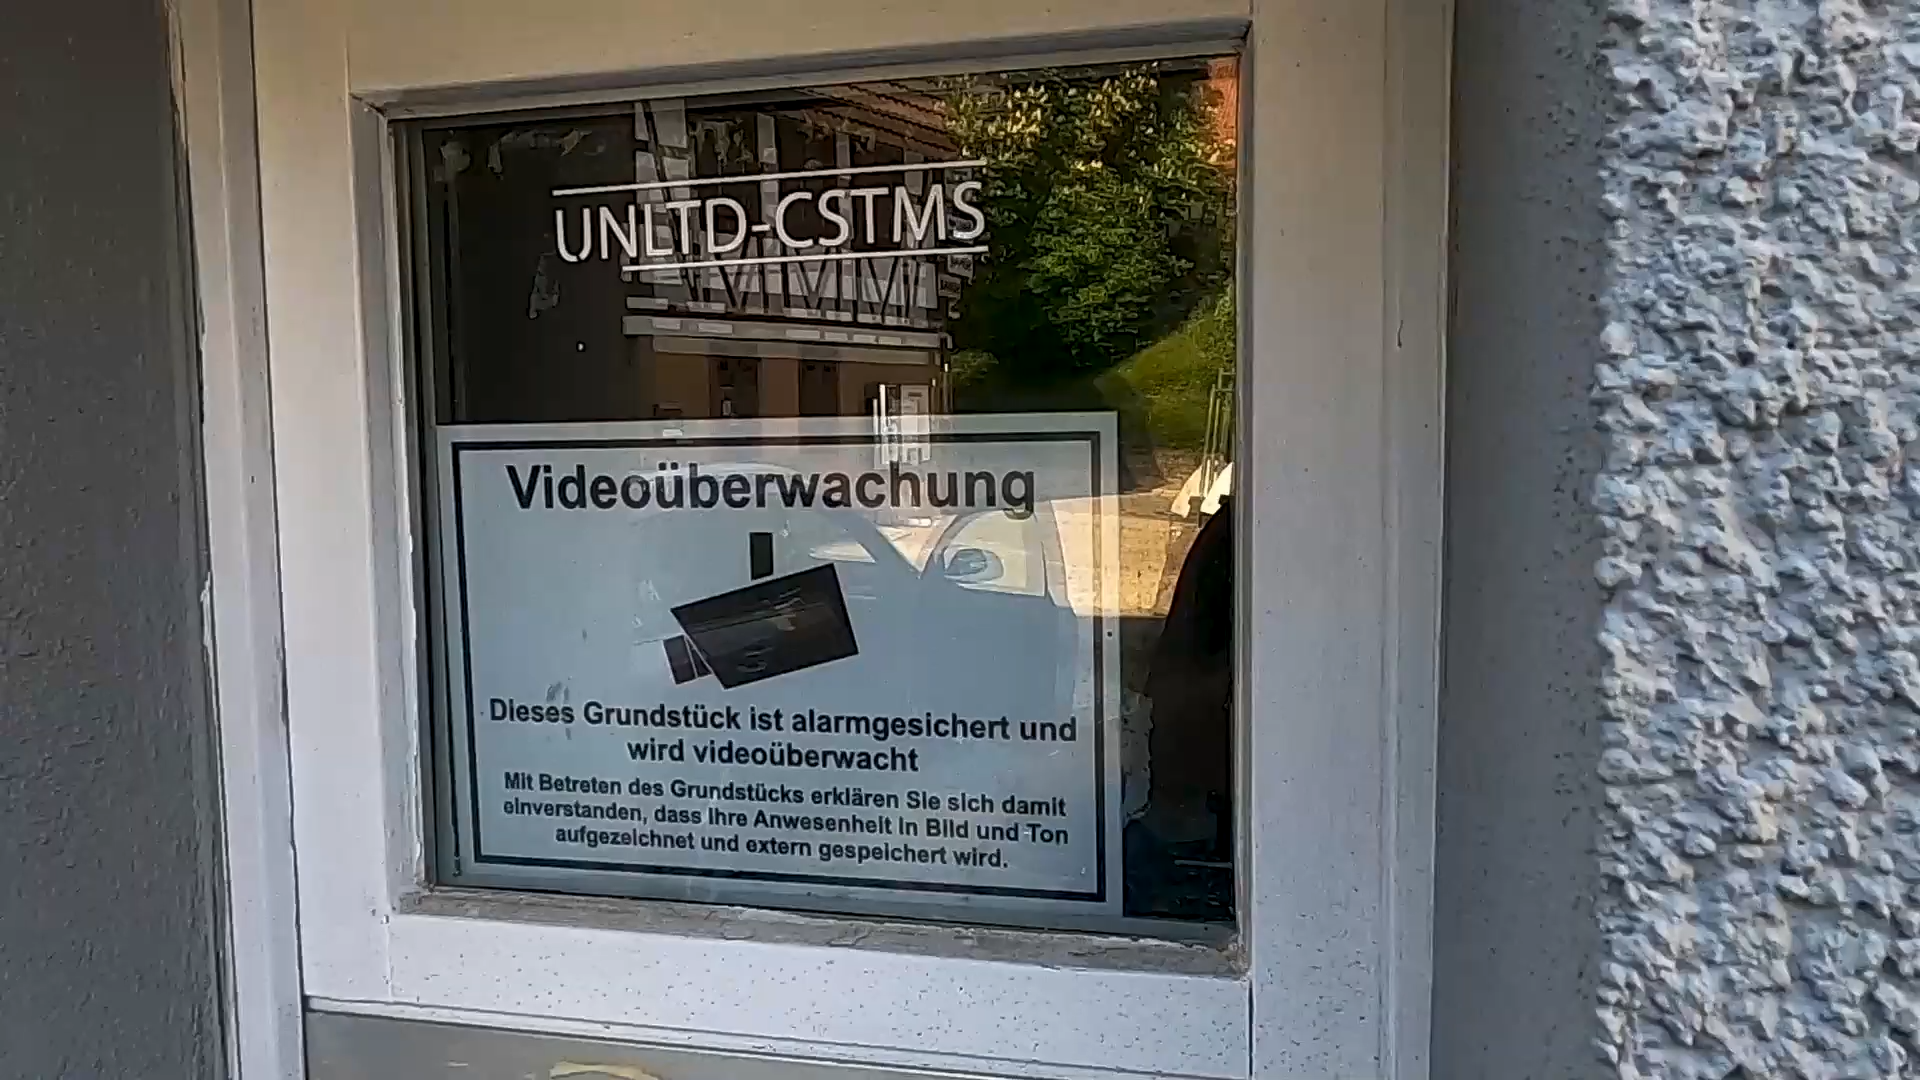 UNLTD-CSTMS
Videoüberwachung
Dieses Grundstück ist alarmgesichert und
wird videoüberwacht
Mit Betreten des Grundstücks erklären Sie sich damit
einverstanden, dass Ihre Anwesenheit in Bild und Ton
aufgezeichnet und extern gespeichert wird.